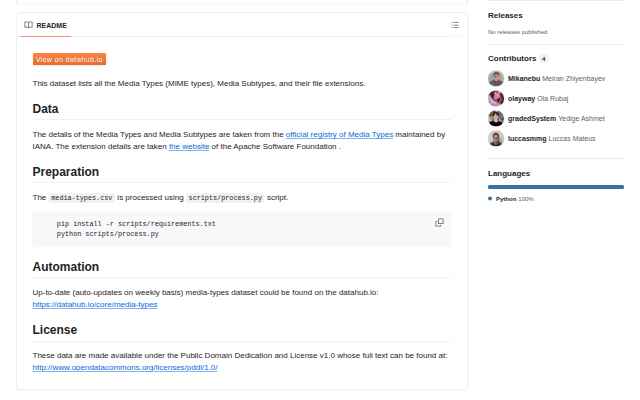 README
View on datahub.io
This dataset lists all the Media Types (MIME types), Media Subtypes, and their file extensions.
Data
The details of the Media Types and Media Subtypes are taken from the official registry of Media Types maintained by
IANA. The extension details are taken the website of the Apache Software Foundation .
Preparation
The media-types.csv is processed using scripts/process.py script.
pip install -r scripts/requirements.txt
python scripts/process.py
Automation
Up-to-date (auto-updates on weekly basis) media-types dataset could be found on the datahub.io:
https://datahub.io/core/media-types
License
These data are made available under the Public Domain Dedication and License v1.0 whose full text can be found at:
http://www.opendatacommons.org/licenses/pddl/1.0/
Releases
No releases published
Contributors 4
Mikanebu Meiran Zhiyenbayev
olayway Ola Rubaj
gradedSystem Yedige Ashmet
luccasmmg Luccas Mateus
Languages
Python 100%